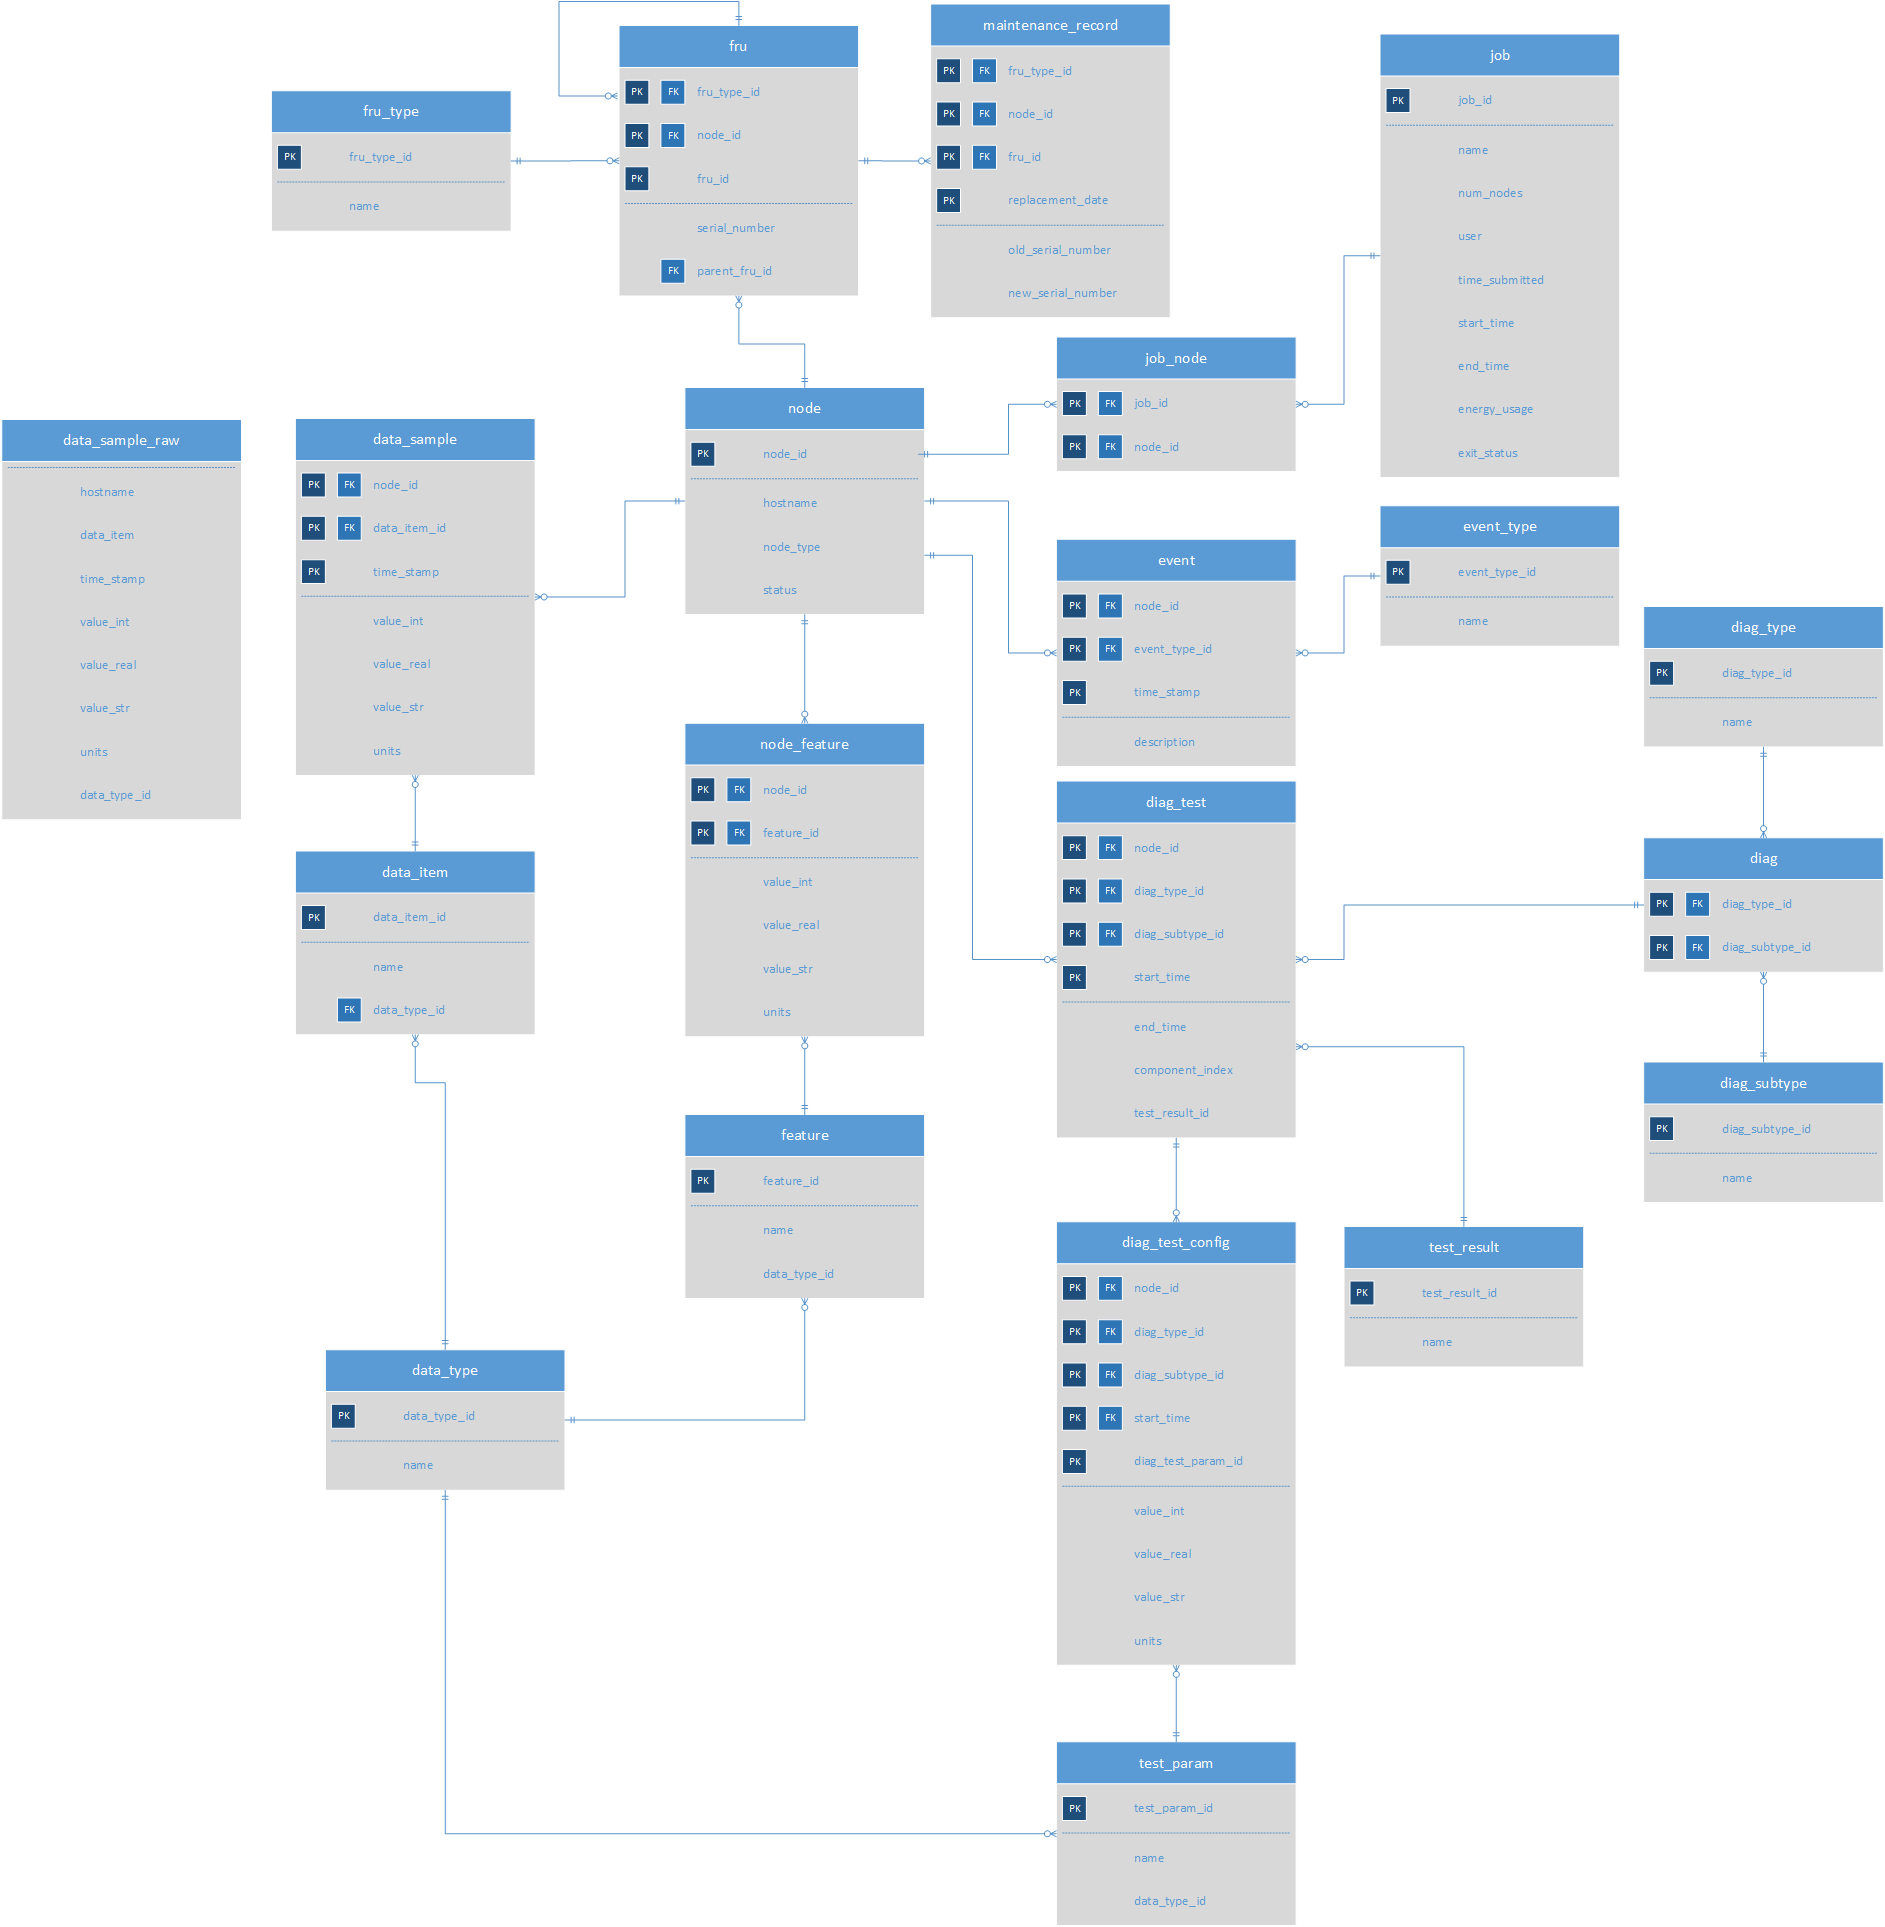 fru
PK FK fru_type_id
PK FK node_id
PK fru_id
serial_number
FK parent_fru_id
maintenance_record
PK FK fru_type_id
PK FK node_id
PK FK fru_id
PK replacement_date
old_serial_number
new_serial_number
job
PK job_id
name
num_nodes
user
time_submitted
start_time
end_time
energy_usage
exit_status
fru_type
PK fru_type_id
name
job_node
PK FK job_id
PK FK node_id
node
PK node_id
hostname
node_type
status
data_sample_raw
hostname
data_item
time_stamp
value_int
value_real
value_str
units
data_type_id
data_sample
PK FK node_id
PK FK data_item_id
PK time_stamp
value_int
value_real
value_str
units
event_type
PK event_type_id
name
event
PK FK node_id
PK FK event_type_id
PK time_stamp
description
diag_type
PK diag_type_id
name
node_feature
PK FK node_id
PK FK feature_id
value_int
value_real
value_str
units
diag_test
PK FK node_id
PK FK diag_type_id
PK FK diag_subtype_id
PK start_time
end_time
component_index
test_result_id
diag
PK FK diag_type_id
PK FK diag_subtype_id
data_item
PK data_item_id
name
FK data_type_id
diag_subtype
PK diag_subtype_id
name
feature
PK feature_id
name
data_type_id
diag_test_config
PK FK node_id
PK FK diag_type_id
PK FK diag_subtype_id
PK FK start_time
PK diag_test_param_id
value_int
value_real
value_str
units
test_result
PK test_result_id
name
data_type
PK data_type_id
name
test_param
PK test_param_id
name
data_type_id